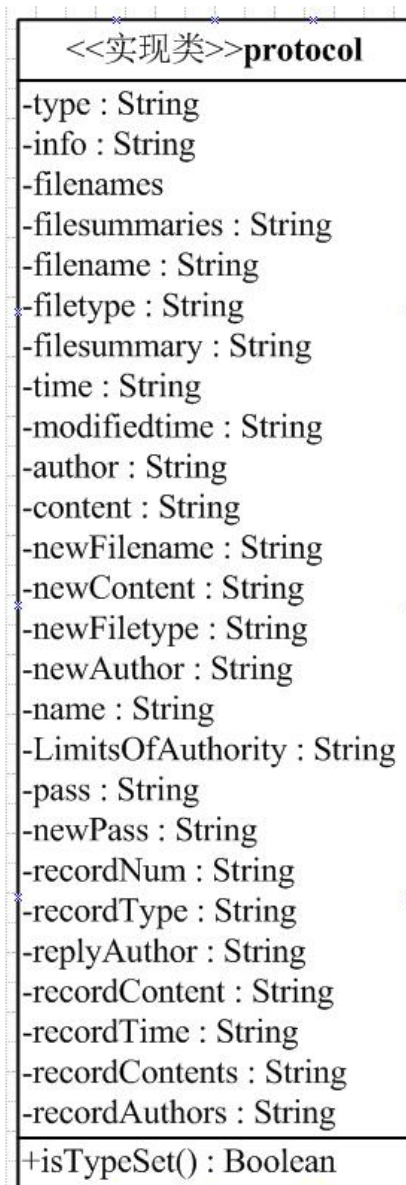 <<实现类>>protocol
-type : String
-info : String
-filenames
-filesummaries : String
-filename : String
-filetype : String
-filesummary : String
-time : String
-modifiedtime : String
-author : String
-content : String
-newFilename : String
-newContent : String
-newFiletype : String
-newAuthor : String
-name : String
-LimitsOfAuthority : String
-pass : String
-newPass : String
-recordNum : String
-recordType : String
-replyAuthor : String
-recordContent : String
-recordTime : String
-recordContents : String
-recordAuthors : String
+isTypeSet() : Boolean